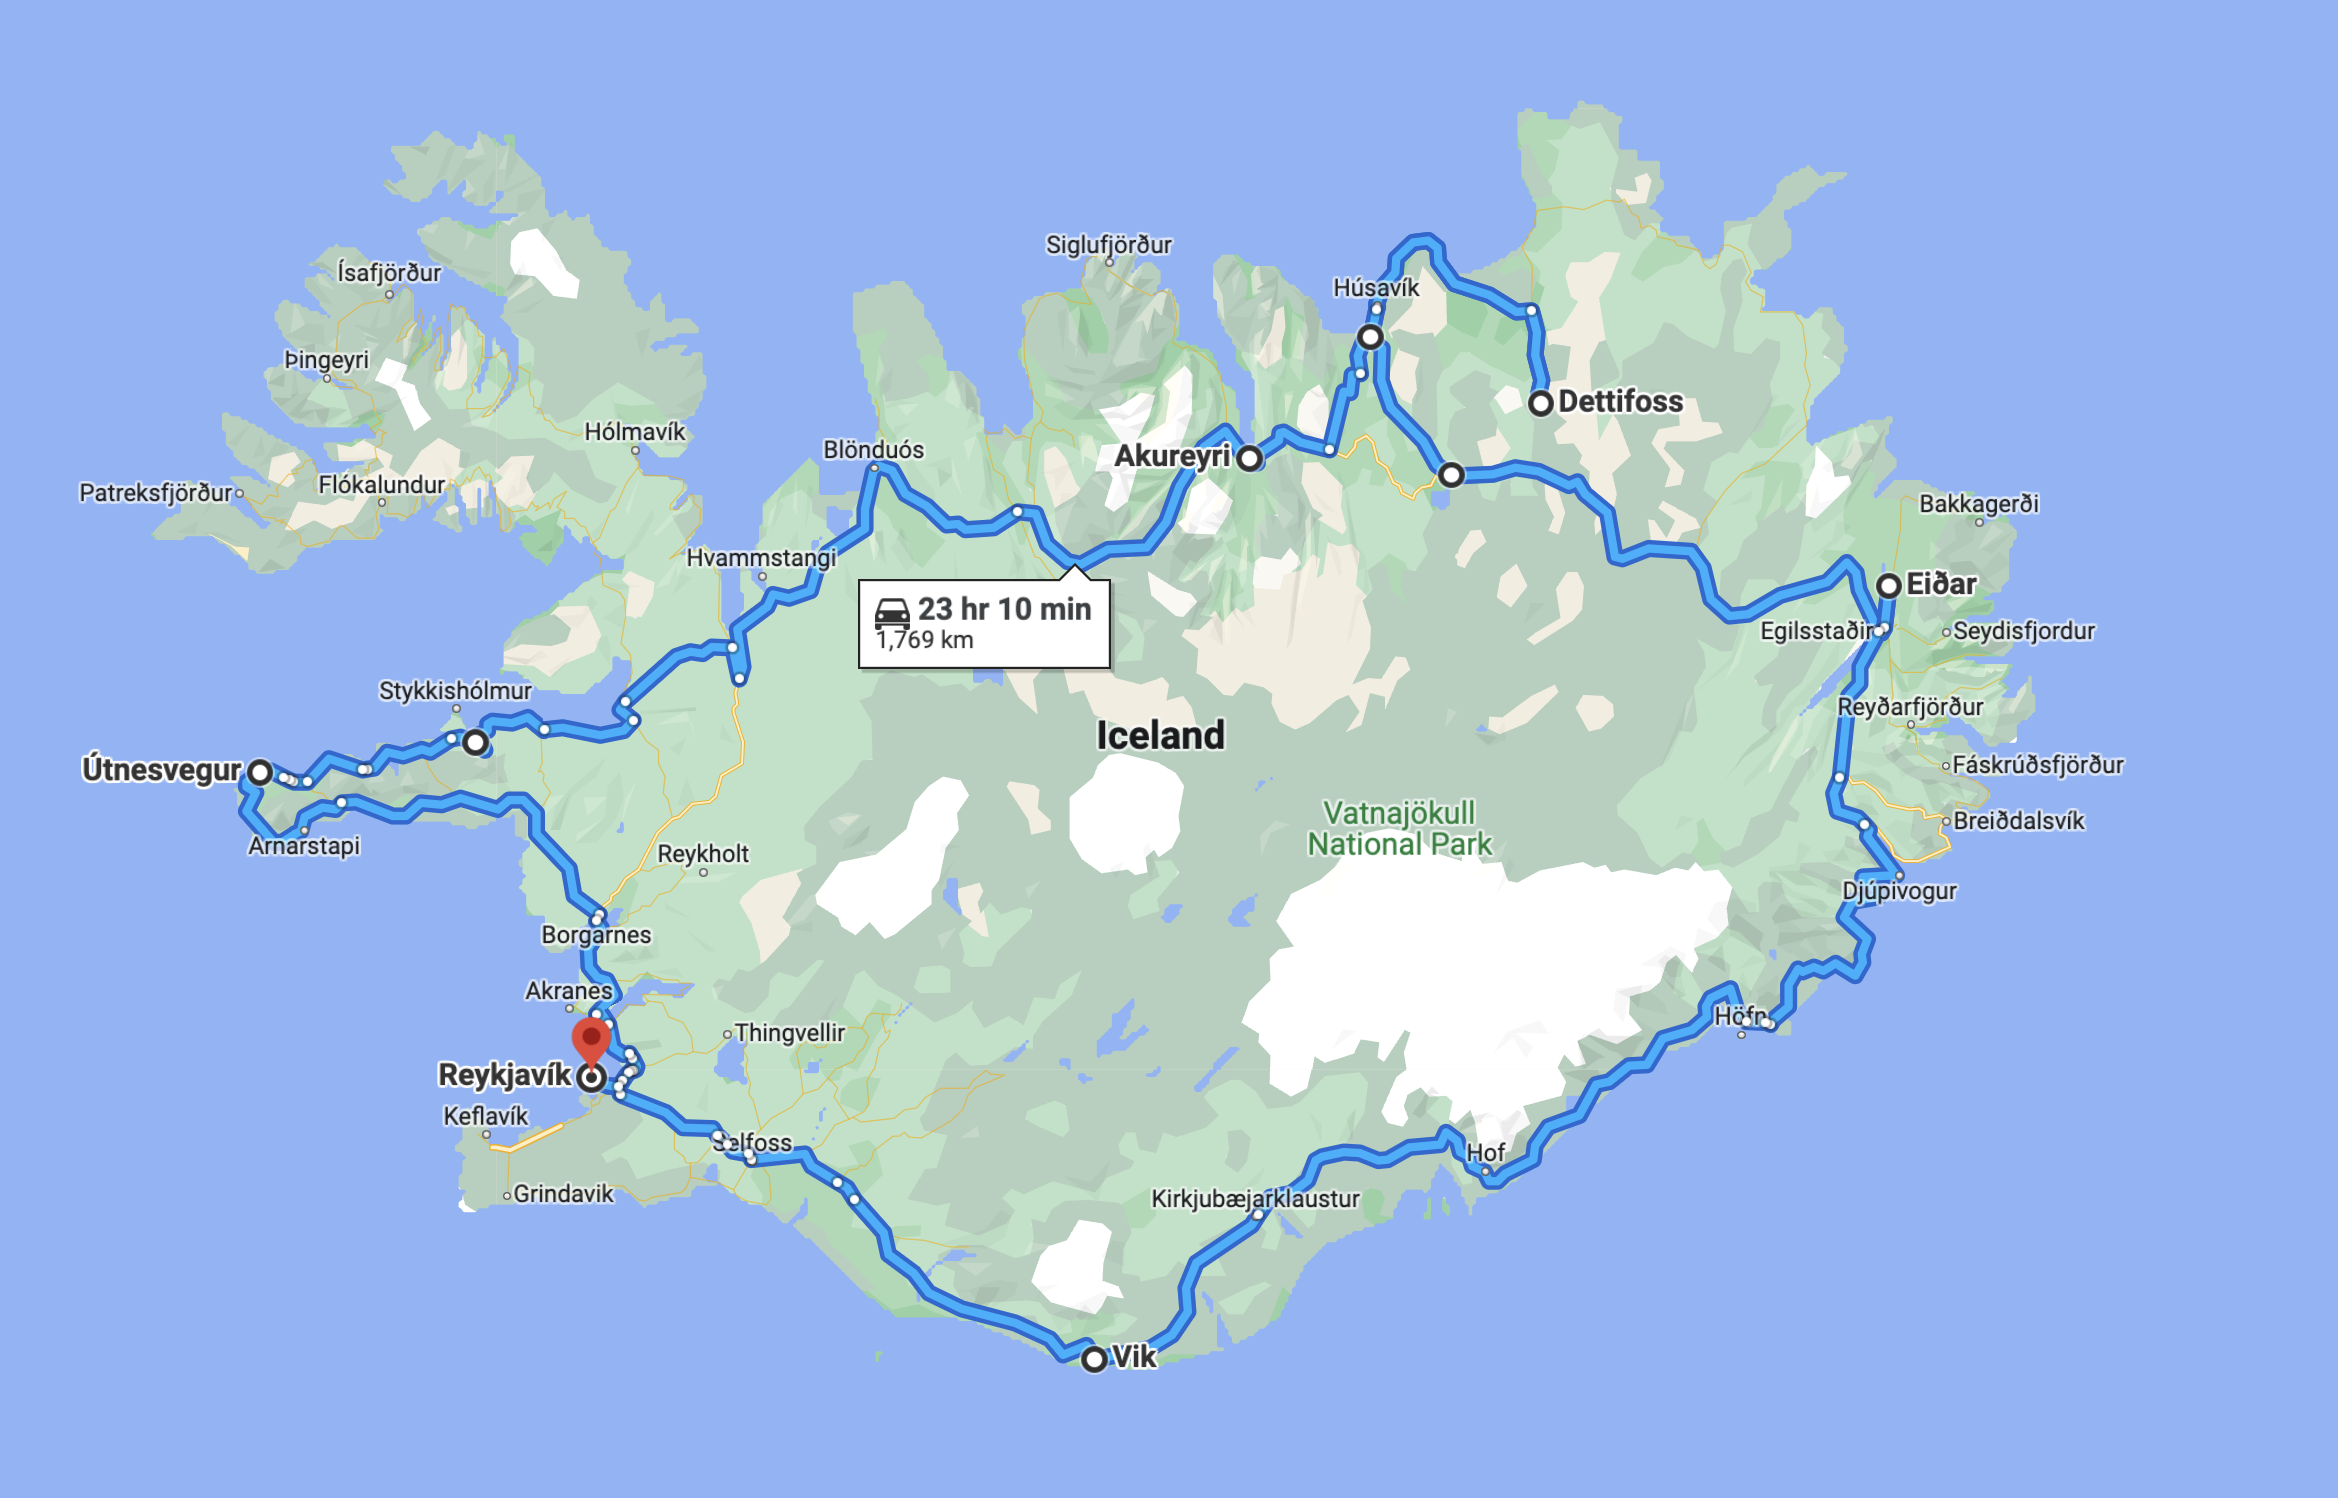 Siglufjörður
Ísafjörður
Húsavík
Þingeyri
Dettifoss
Hólmavík
Blönduós
Akureyri
Flókalundur
Patreksfjörður
Bakkagerði
Hvammstangi
Eiðar
23 hr 10 min
1,769 km
Egilsstaðir
Seydisfjordur
Stykkishólmur
Reyðarfjörður
Iceland
Útnesvegur
Fáskrúðsfjörður
Vatnajökull
National Park
Breiðdalsvík
Arnarstapi
Reykholt
Djúpivogur
Borgarnes
Akranes
Höfn
Thingvellir
Reykjavík
Keflavík
Selfoss
Hof
Grindavik
Kirkjubæjarklaustur
Vik